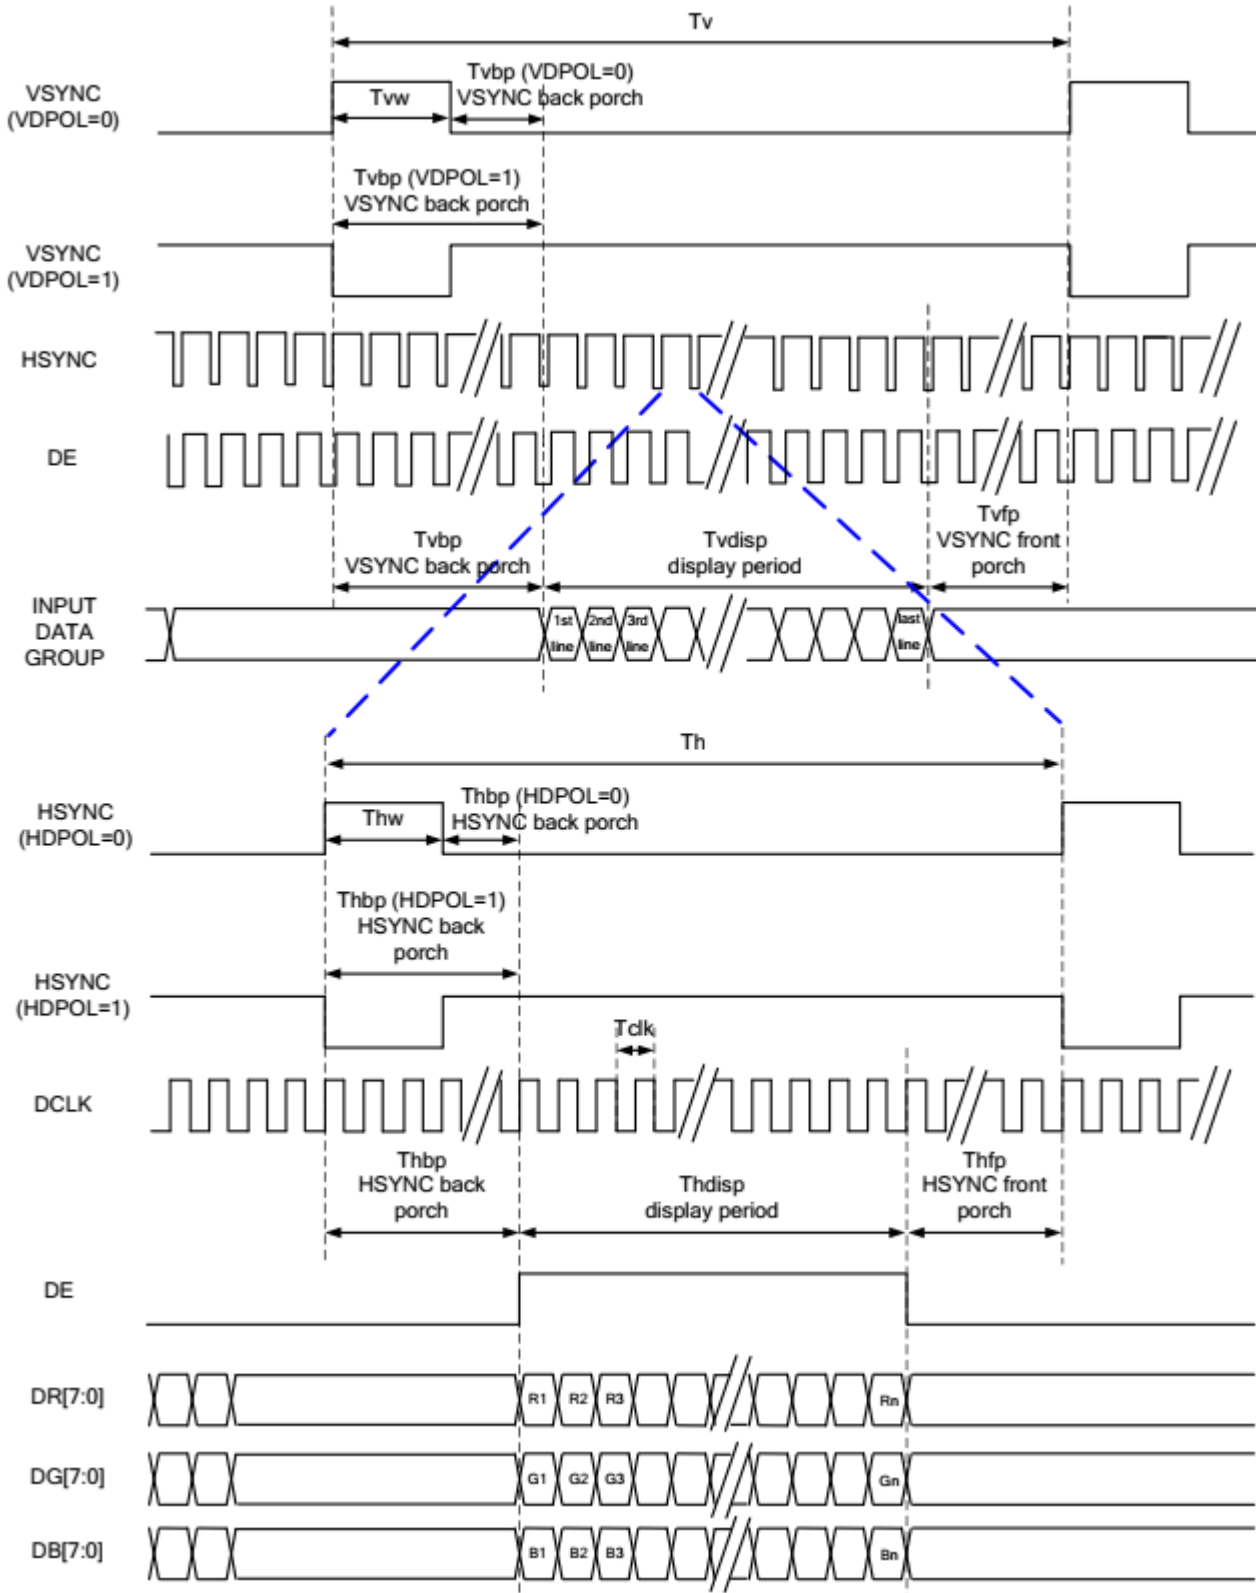 Tv
VSYNC
(VDPOL=0)
Tvw
Tvbp (VDPOL=0)
VSYNC back porch
Tvbp (VDPOL=1)
VSYNC back porch
VSYNC
(VDPOL=1)
HSYNC
DE
Tvbp
VSYNC back porch
Tvdisp
display period
Tvfp
VSYNC front
porch
INPUT
DATA
GROUP
1st
line
2nd
line
3rd
line
last
line
Th
HSYNC
(HDPOL=0)
Thw
Thbp (HDPOL=0)
HSYNC back porch
Thbp (HDPOL=1)
HSYNC back
porch
HSYNC
(HDPOL=1)
Tclk
DCLK
Thbp
HSYNC back
porch
Thdisp
display period
Thfp
HSYNC front
porch
DE
DR[7:0]
R1 R2 R3 Rn
DG[7:0]
G1 G2 G3 Gn
DB[7:0]
B1 B2 B3 Bn